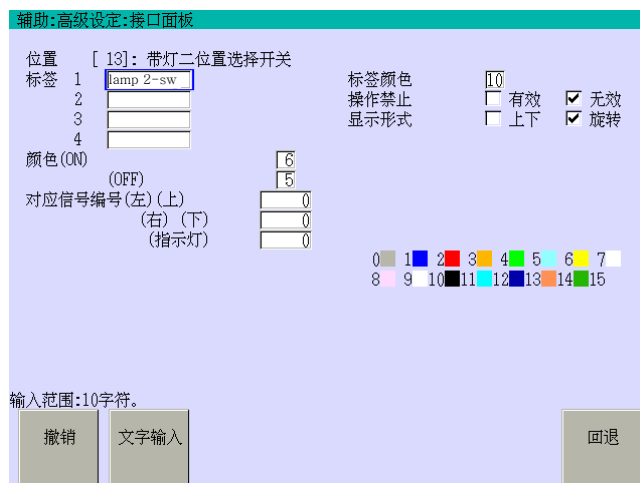 辅助:高级设定:接口面板
位置 [ 13]: 带灯二位置选择开关
标签 1 lamp 2-sw 标签颜色 10
2 操作禁止 有效 无效
3 显示形式 上下 旋转
4
颜色(ON) 6
(OFF) 5
对应信号编号(左)(上) 0
(右)(下) 0
(指示灯) 0
0 1 2 3 4 5 6 7
8 9 10 11 12 13 14 15
输入范围:10字符。
撤销 文字输入 回退